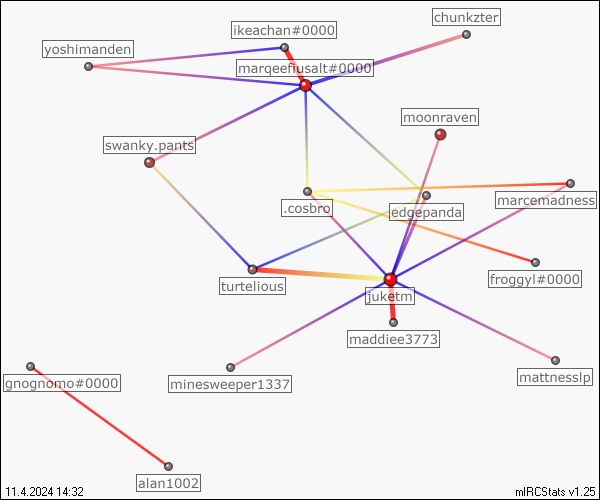 chunkzter
ikeachan#0000
yoshimanden
marqeefiusalt#0000
moonraven
swanky.pants
marcemadness
.cosbro
edgepanda
froggyl#0000
turtelious
juketm
maddiee3773
mattnesslp
gnognomo#0000
minesweeper1337
alan1002
11.4.2024 14:32
mIRCStats v1.25